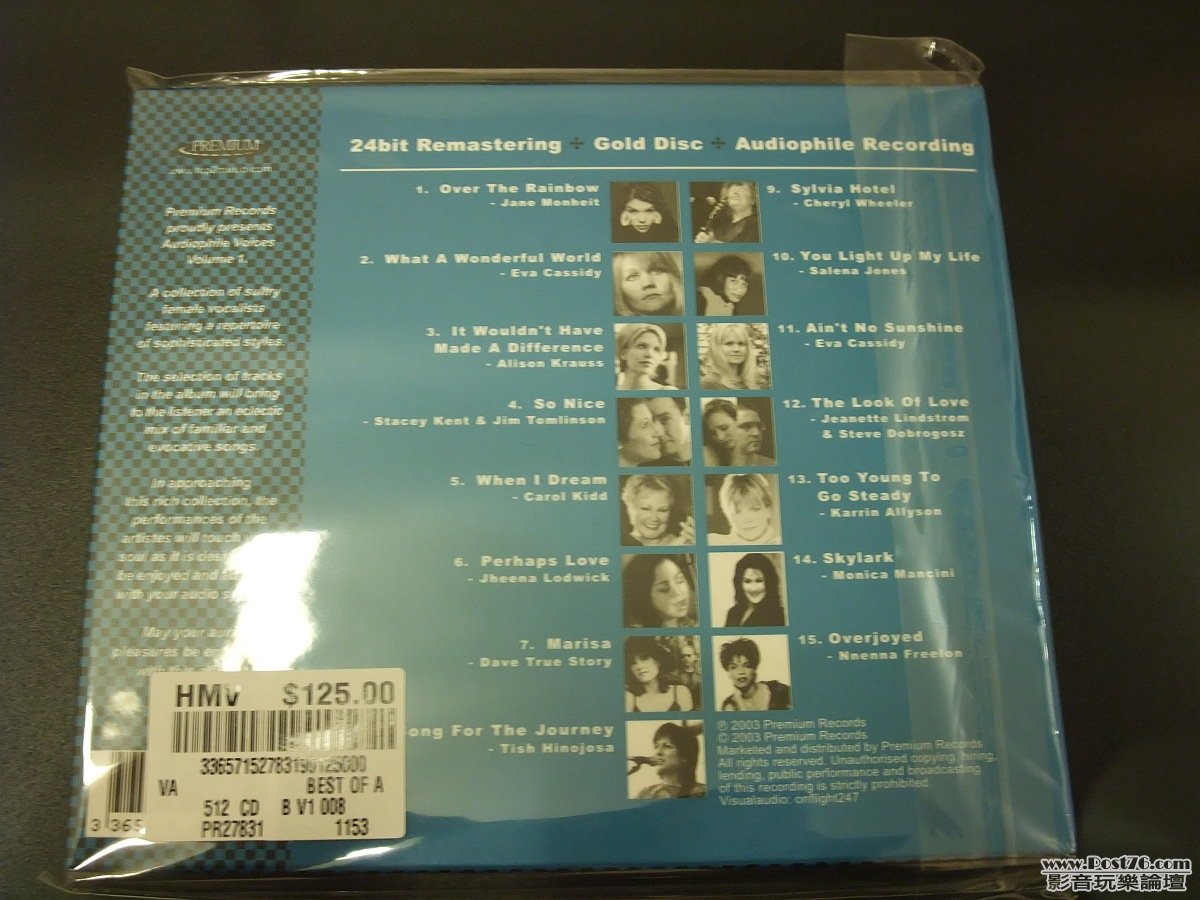 PREMIUM
24bit Remastering ✤ Gold Disc ✤ Audiophile Recording
Premium Records
proudly presents
Audiophile Voices
Volume 1.
A collection of sultry
female vocalists
featuring a repertoire
of sophisticated styles.
The selection of tracks
in the album will bring
to the listener an eclectic
mix of familiar and
evocative songs.
In approaching
this rich collection, the
performances of the
artistes will touch
soul as it is
be enjoyed and
with your audio
May your
pleasures be
1. Over The Rainbow
- Jane Monheit
2. What A Wonderful World
- Eva Cassidy
3. It Wouldn't Have
Made A Difference
- Alison Krauss
4. So Nice
- Stacey Kent & Jim Tomlinson
5. When I Dream
- Carol Kidd
6. Perhaps Love
- Jheena Lodwick
7. Marisa
- Dave True Story
Song For The Journey
- Tish Hinojosa
9. Sylvia Hotel
- Cheryl Wheeler
10. You Light Up My Life
- Salena Jones
11. Ain't No Sunshine
- Eva Cassidy
12. The Look Of Love
- Jeanette Lindstrom
& Steve Dobrogosz
13. Too Young To
Go Steady
- Karrin Allyson
14. Skylark
- Monica Mancini
15. Overjoyed
- Nnenna Freelon
℗ 2003 Premium Records
© 2003 Premium Records
Marketed and distributed by Premium Records
All rights reserved. Unauthorised copying, hiring,
lending, public performance and broadcasting
of this recording is strictly prohibited.
Visualaudio: onflight247
HMV $125.00
33657152783190125000
VA BEST OF A
512 CD B V1 008
PR27831 1153
3 365
www.Post76.com
影音玩樂論壇